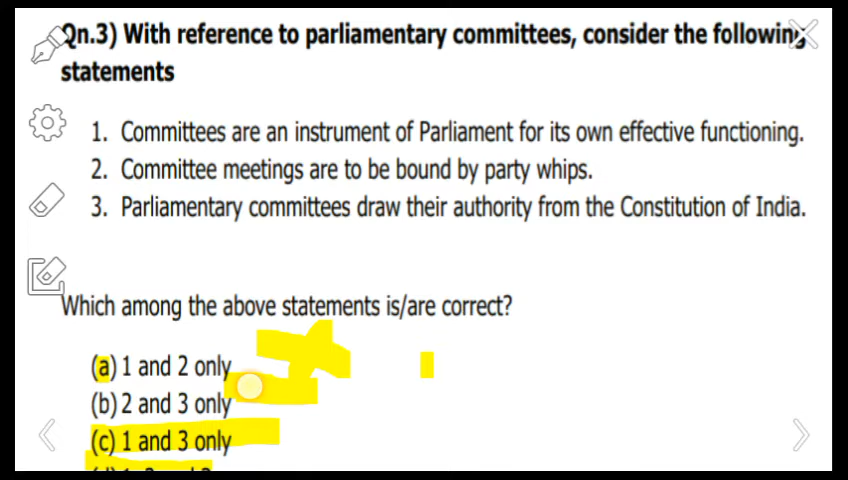 Qn.3) With reference to parliamentary committees, consider the following
statements
1. Committees are an instrument of Parliament for its own effective functioning.
2. Committee meetings are to be bound by party whips.
3. Parliamentary committees draw their authority from the Constitution of India.
Which among the above statements is/are correct?
(a) 1 and 2 only
(b) 2 and 3 only
(c) 1 and 3 only